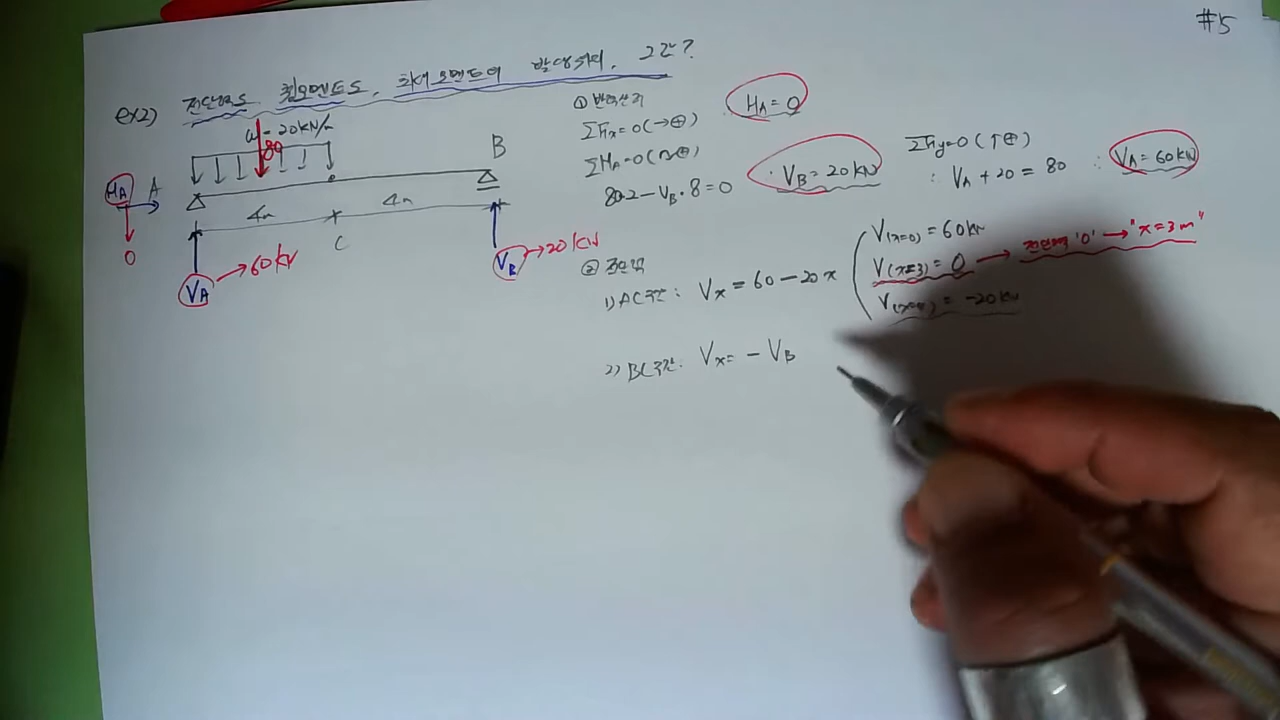 #5
ex2) 전단력도 휨모멘트도, 최대모멘트의 발생위치, 그값?
w=20kN/m
80
HA
A
B
0
4m
4m
C
VA → 60kN
VB → 20kN
① 반력산정
ΣFx=0(→⊕)
HA=0
ΣMA=0(⊕)
80·2-VB·8=0
∴ VB=20kN
ΣFy=0(↑⊕)
: VA+20=80
∴ VA=60kN
② 전단력
1) AC구간: Vx=60-20x
V(x=0)=60kN
V(x=3)=0 → 전단력 '0' → "x=3m"
V(x=4)=-20kN
2) BC구간: Vx=-VB